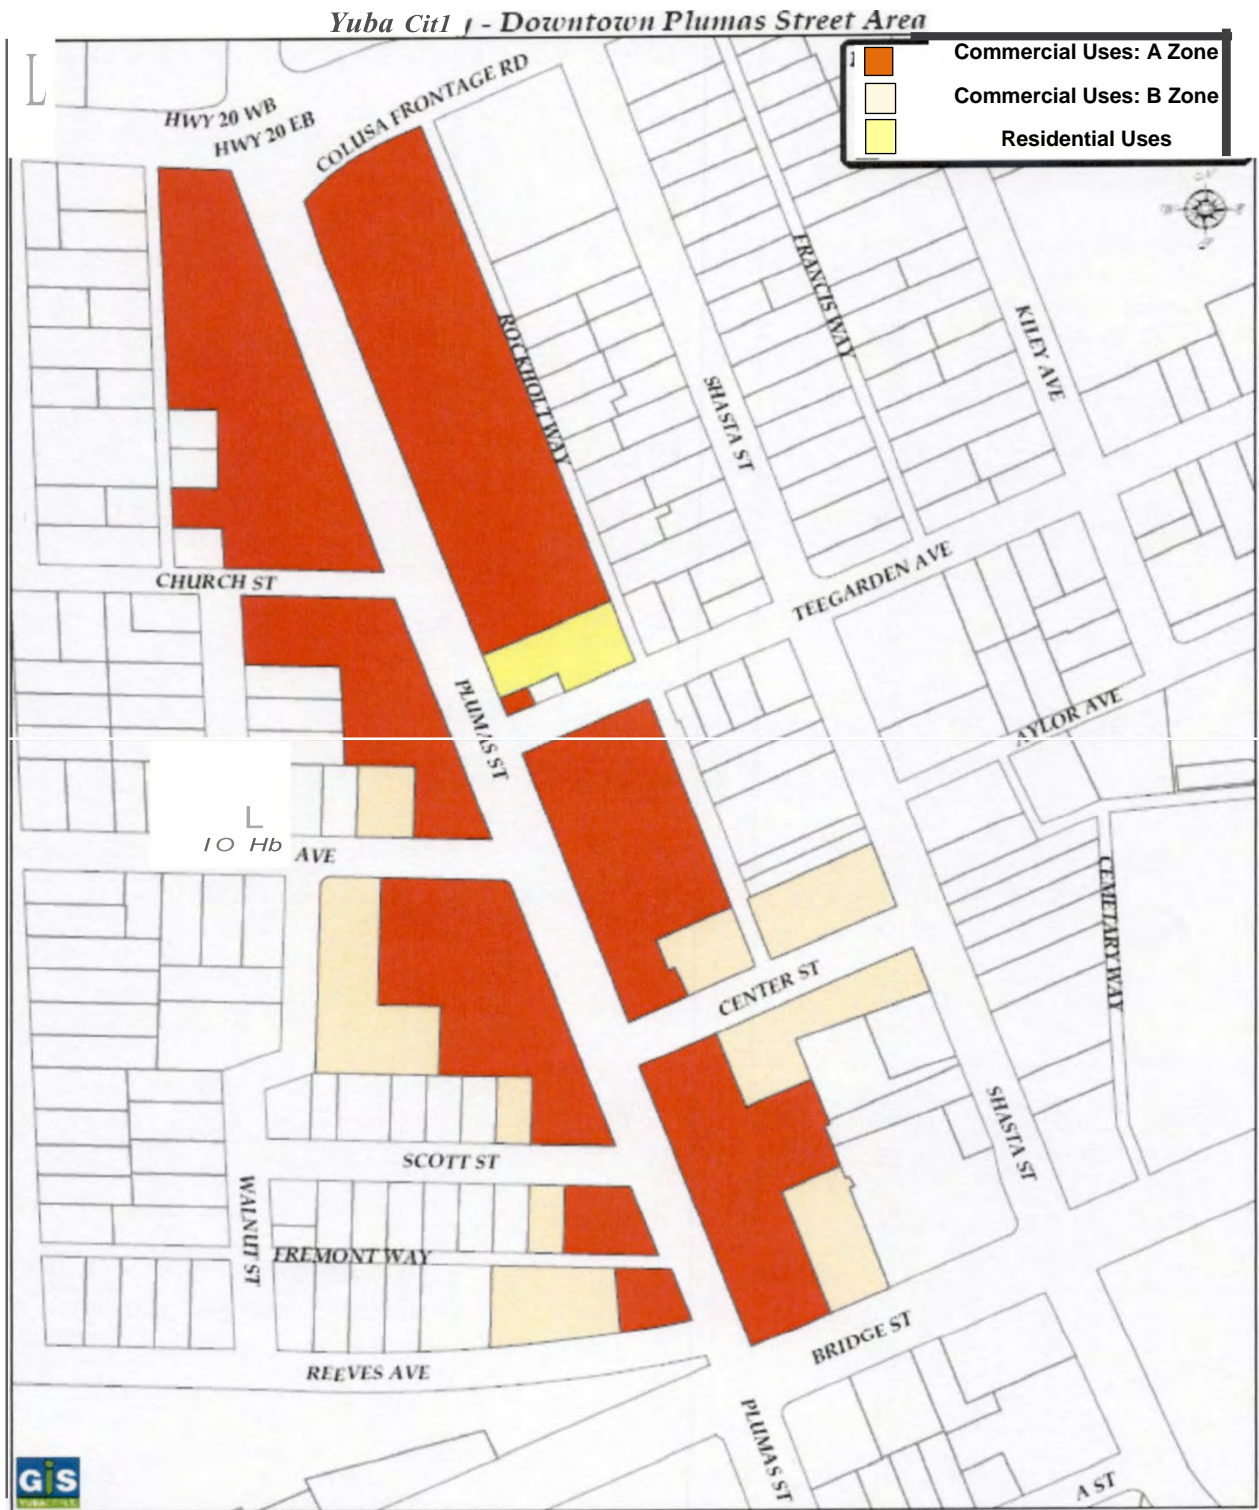 Yuba Cit1 y - Downtown Plumas Street Area
Commercial Uses: A Zone
Commercial Uses: B Zone
Residential Uses
L
HWY 20 WB
HWY 20 EB
COLUSA FRONTAGE RD
FRANCIS WAY
KILEY AVE
ROCKHOLT WAY
SHASTA ST
CHURCH ST
TEEGARDEN AVE
PLUMAS ST
AYLOR AVE
L
IO Hb AVE
CEMETARY WAY
CENTER ST
SHASTA ST
SCOTT ST
WALNUT ST
FREMONT WAY
BRIDGE ST
REEVES AVE
PLUMAS ST
A ST
GIS